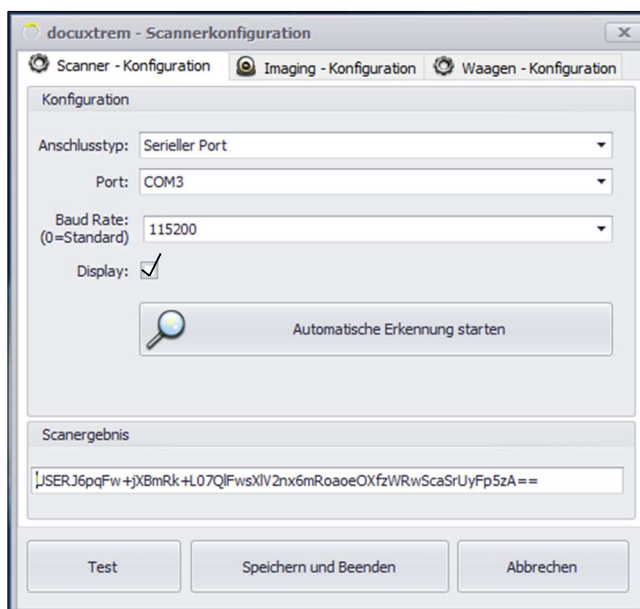 docuxtrem - Scannerkonfiguration
Scanner - Konfiguration Imaging - Konfiguration Waagen - Konfiguration
Konfiguration
Anschlusstyp: Serieller Port
Port: COM3
Baud Rate: 115200
(0=Standard)
Display:
Automatische Erkennung starten
Scanergebnis
Test Speichern und Beenden Abbrechen